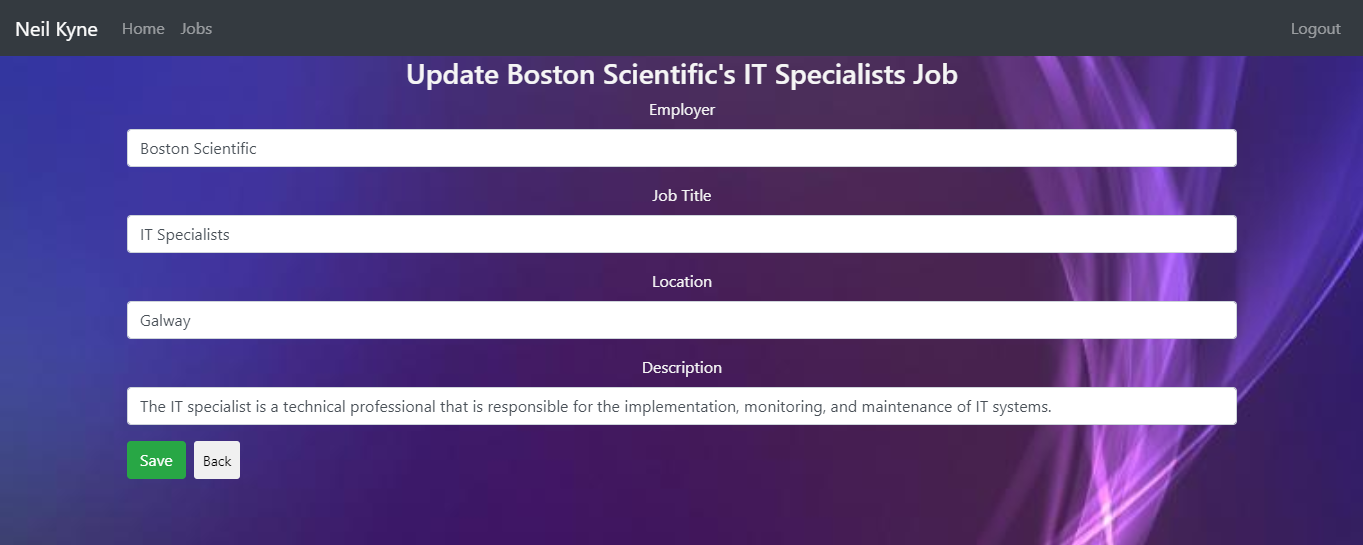 Neil Kyne Home Jobs Logout
Update Boston Scientific's IT Specialists Job
Employer
Boston Scientific
Job Title
IT Specialists
Location
Galway
Description
The IT specialist is a technical professional that is responsible for the implementation, monitoring, and maintenance of IT systems.
Save Back